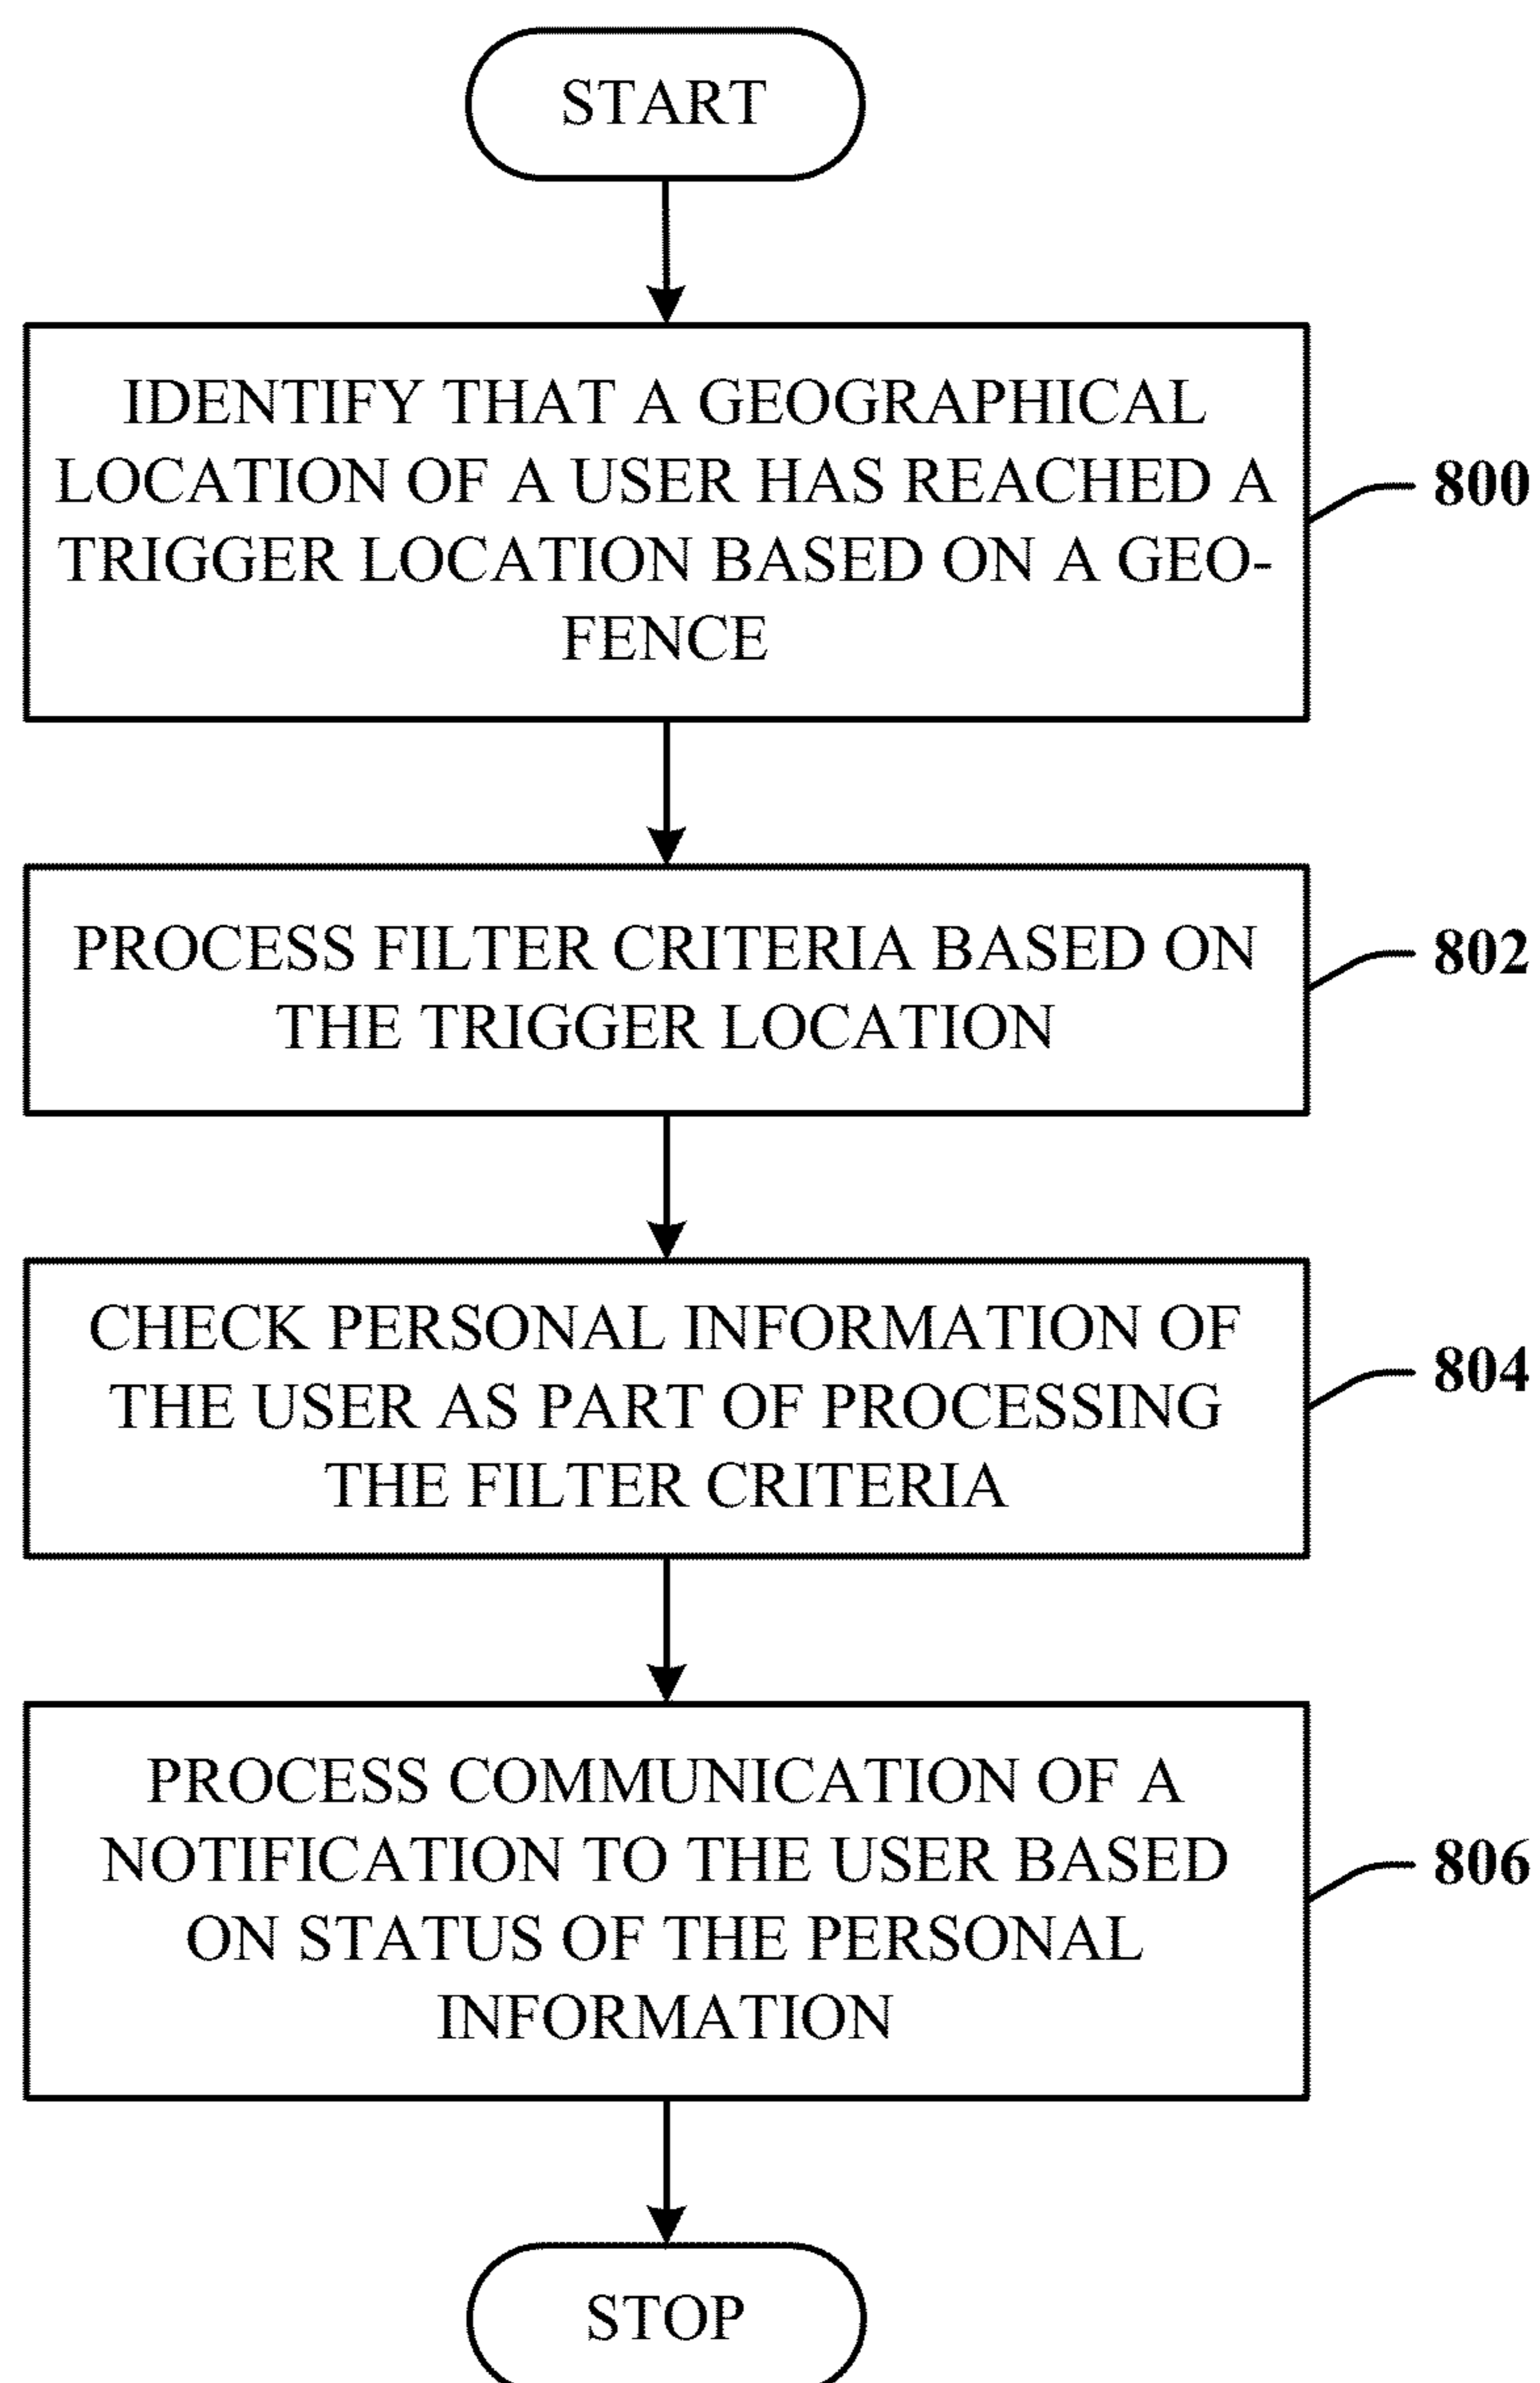 START
IDENTIFY THAT A GEOGRAPHICAL
LOCATION OF A USER HAS REACHED A
TRIGGER LOCATION BASED ON A GEO-
FENCE
800
PROCESS FILTER CRITERIA BASED ON
THE TRIGGER LOCATION
802
CHECK PERSONAL INFORMATION OF
THE USER AS PART OF PROCESSING
THE FILTER CRITERIA
804
PROCESS COMMUNICATION OF A
NOTIFICATION TO THE USER BASED
ON STATUS OF THE PERSONAL
INFORMATION
806
STOP